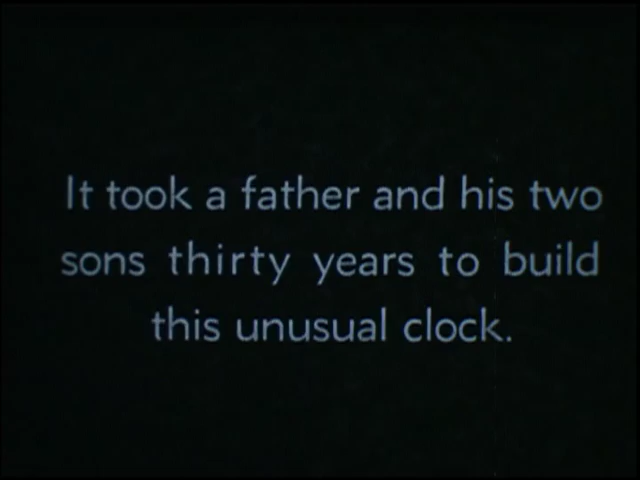 It took a father and his two
sons thirty years to build
this unusual clock.